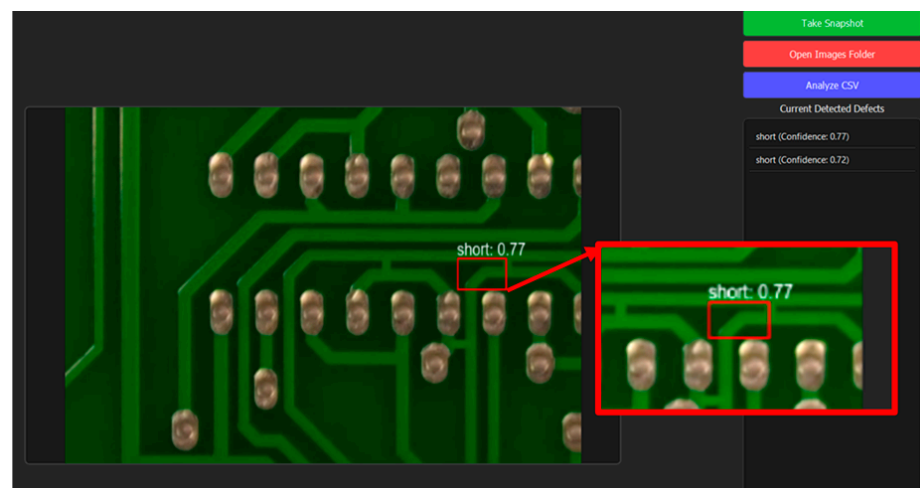 Take Snapshot
Open Images Folder
Analyze CSV
Current Detected Defects
short (Confidence: 0.77)
short (Confidence: 0.72)
short: 0.77
short: 0.77